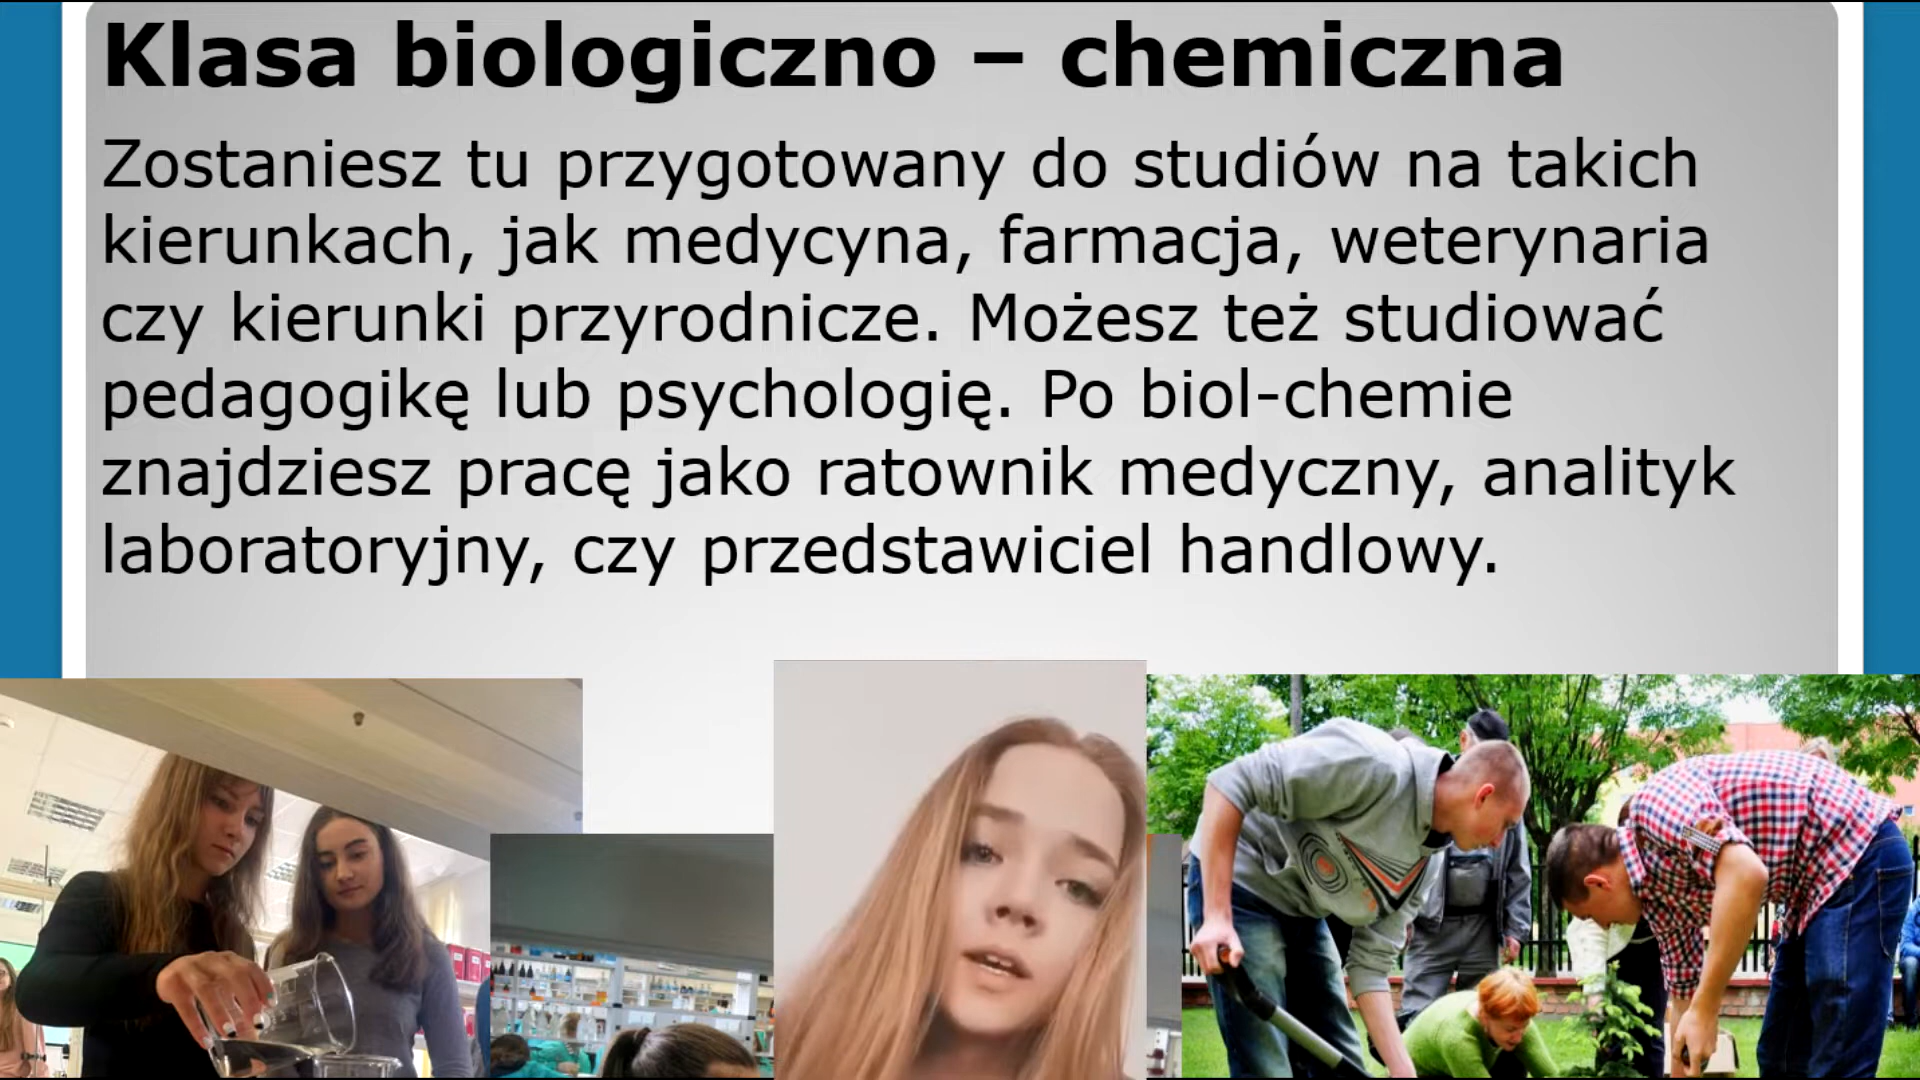 Klasa biologiczno – chemiczna
Zostaniesz tu przygotowany do studiów na takich
kierunkach, jak medycyna, farmacja, weterynaria
czy kierunki przyrodnicze. Możesz też studiować
pedagogikę lub psychologię. Po biol-chemie
znajdziesz pracę jako ratownik medyczny, analityk
laboratoryjny, czy przedstawiciel handlowy.